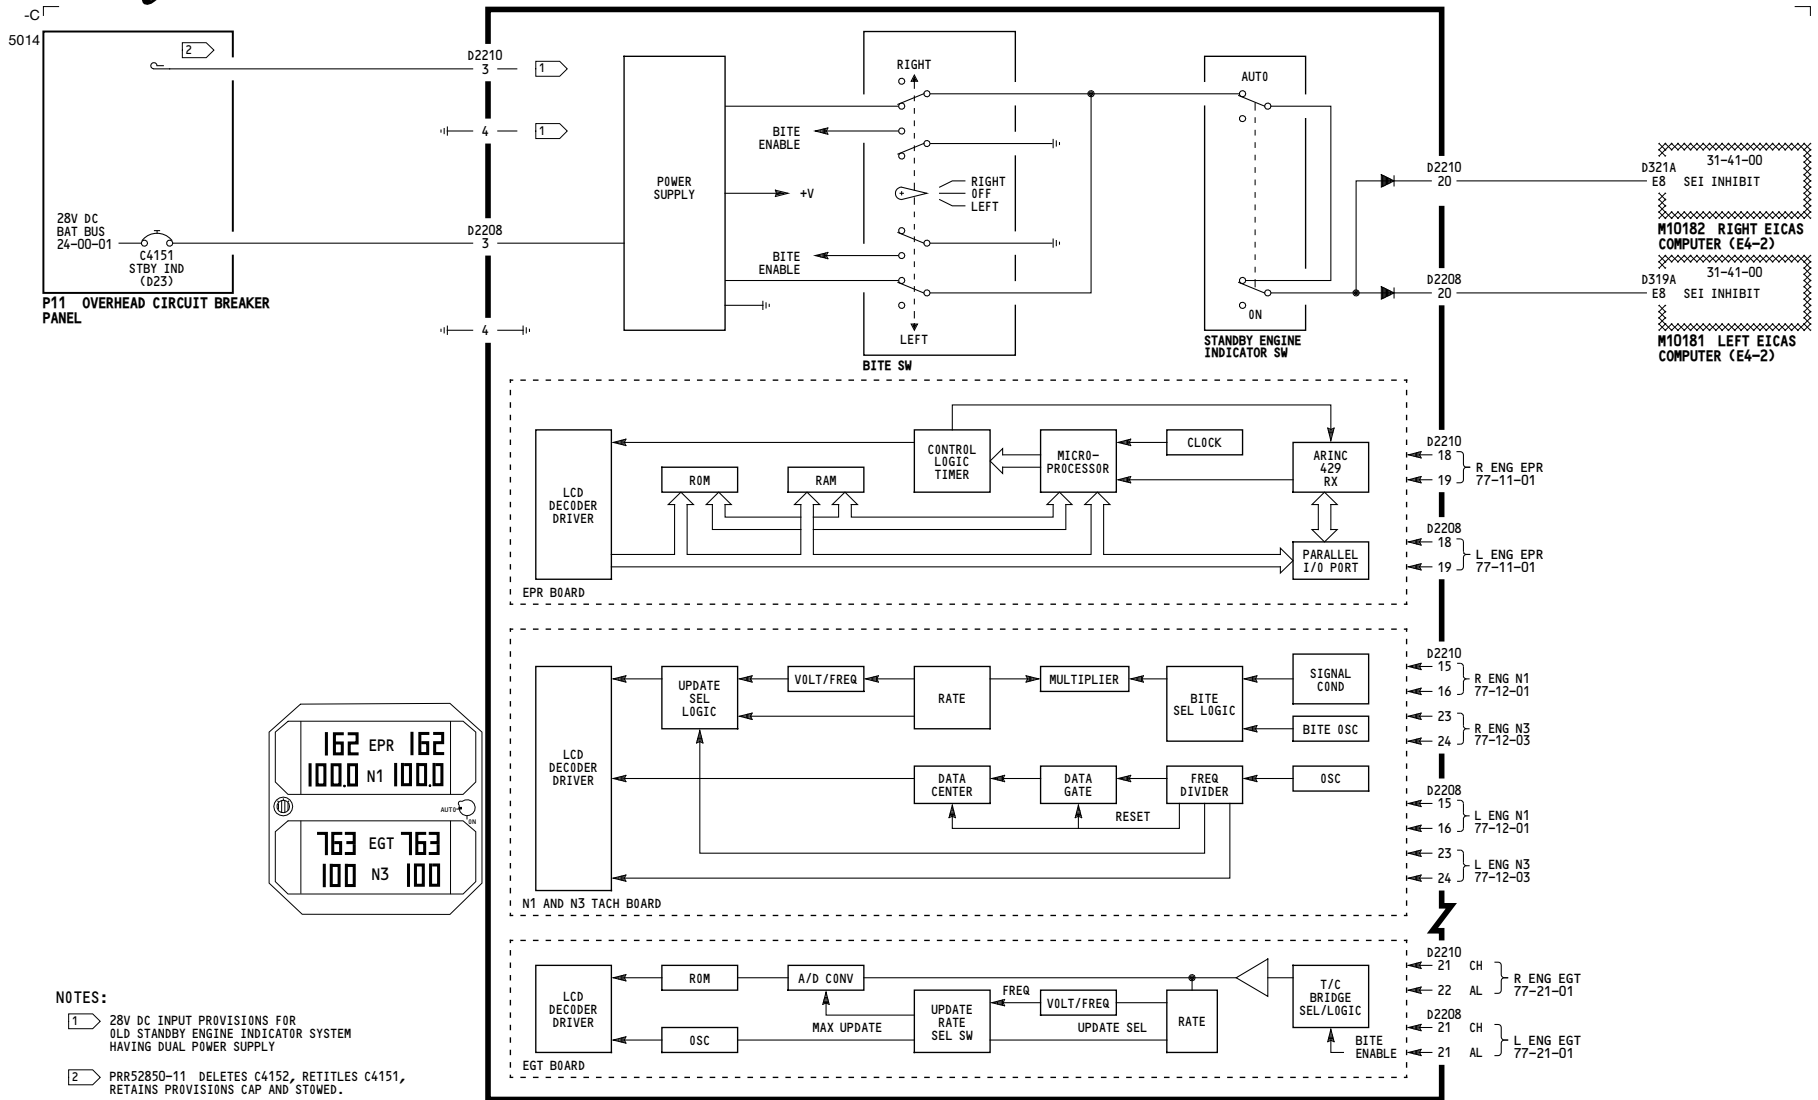 -C
5014
2
D2210
3
1
4
1
28V DC
BAT BUS
24-00-01
C4151
STBY IND
(D23)
P11 OVERHEAD CIRCUIT BREAKER
PANEL
D2208
3
4
POWER
SUPPLY
+V
RIGHT
BITE
ENABLE
RIGHT
OFF
LEFT
BITE
ENABLE
LEFT
BITE SW
AUTO
ON
STANDBY ENGINE
INDICATOR SW
D2210
20
D2208
20
D321A
E8
31-41-00
SEI INHIBIT
M10182 RIGHT EICAS
COMPUTER (E4-2)
D319A
E8
31-41-00
SEI INHIBIT
M10181 LEFT EICAS
COMPUTER (E4-2)
LCD
DECODER
DRIVER
ROM
RAM
CONTROL
LOGIC
TIMER
MICRO-
PROCESSOR
CLOCK
ARINC
429
RX
PARALLEL
I/O PORT
EPR BOARD
D2210
18
19
R ENG EPR
77-11-01
D2208
18
19
L ENG EPR
77-11-01
LCD
DECODER
DRIVER
UPDATE
SEL
LOGIC
VOLT/FREQ
RATE
MULTIPLIER
BITE
SEL LOGIC
SIGNAL
COND
BITE OSC
DATA
CENTER
DATA
GATE
FREQ
DIVIDER
OSC
RESET
N1 AND N3 TACH BOARD
D2210
15
16
R ENG N1
77-12-01
23
24
R ENG N3
77-12-03
D2208
15
16
L ENG N1
77-12-01
23
24
L ENG N3
77-12-03
162 EPR 162
100.0 N1 100.0
AUTO
ON
763 EGT 763
100 N3 100
LCD
DECODER
DRIVER
ROM
A/D CONV
OSC
MAX UPDATE
UPDATE
RATE
SEL SW
FREQ
VOLT/FREQ
UPDATE SEL
RATE
T/C
BRIDGE
SEL/LOGIC
BITE
ENABLE
EGT BOARD
D2210
21 CH
22 AL
R ENG EGT
77-21-01
D2208
21 CH
21 AL
L ENG EGT
77-21-01
NOTES:
1 28V DC INPUT PROVISIONS FOR
OLD STANDBY ENGINE INDICATOR SYSTEM
HAVING DUAL POWER SUPPLY
2 PRR52850-11 DELETES C4152, RETITLES C4151,
RETAINS PROVISIONS CAP AND STOWED.